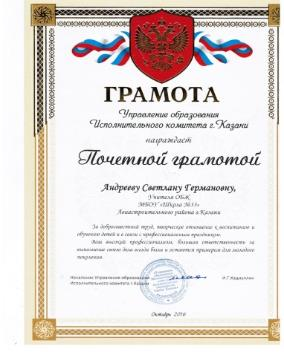 ГРАМОТА
Управление образования
Исполнительного комитета г.Казани
награждает
Почетной грамотой
Андрееву Светлану Германовну,
Учителя ОБЖ
МБОУ «Школа №33»
Авиастроительного района г.Казани
За добросовестный труд, творческое отношение к воспитанию и
обучению детей и в связи с профессиональным праздником.
Ваш высокий профессионализм, большая ответственность за
выполнение своего дела всегда были и остаются примером для молодого
поколения.
Начальник Управления образования
Исполнительного комитета г.Казани
Октябрь 2016